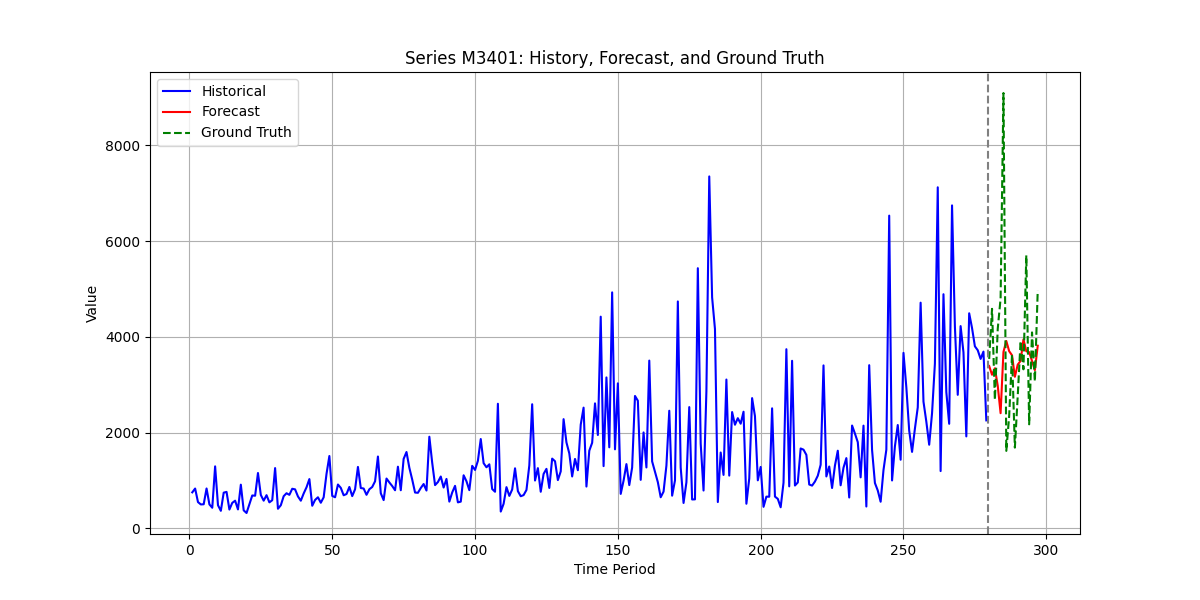 Series M3401: History, Forecast, and Ground Truth
Historical
Forecast
Ground Truth
Value
8000
6000
4000
2000
0
0 50 100 150 200 250 300
Time Period